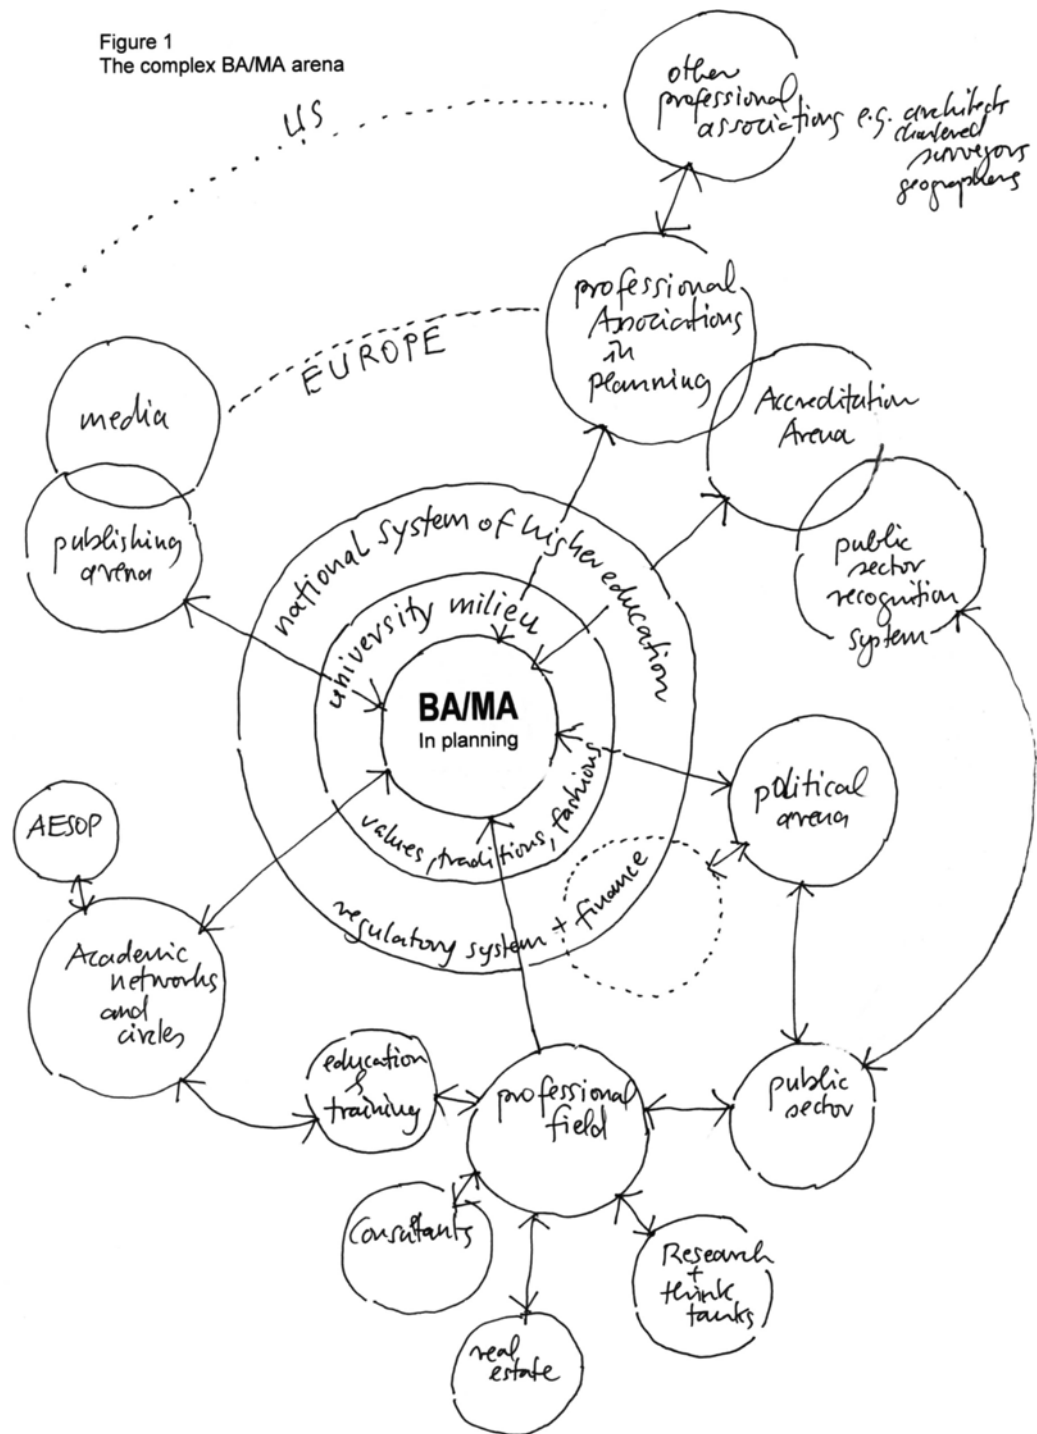 Figure 1
The complex BA/MA arena
US
other
professional
associations e.g. architects
chartered
surveyors
geographers
professional
Associations
in
planning
EUROPE
media
Accreditation
Arena
publishing
arena
public
sector
recognition
system
national system of higher education
university milieu
BA/MA
In planning
values, traditions, fashions
regulatory system + finance
political
arena
AESOP
Academic
networks
and
circles
education
&
training
professional
field
public
sector
Consultants
Research
+
think
tanks
real
estate